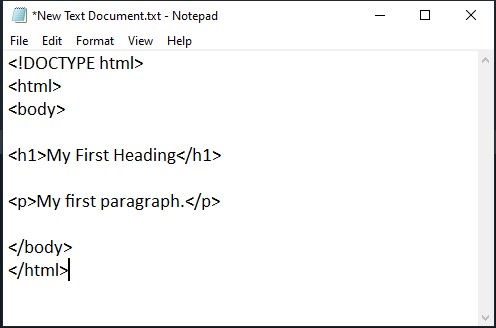 *New Text Document.txt - Notepad
File Edit Format View Help
<!DOCTYPE html>
<html>
<body>
<h1>My First Heading</h1>
<p>My first paragraph.</p>
</body>
</html>